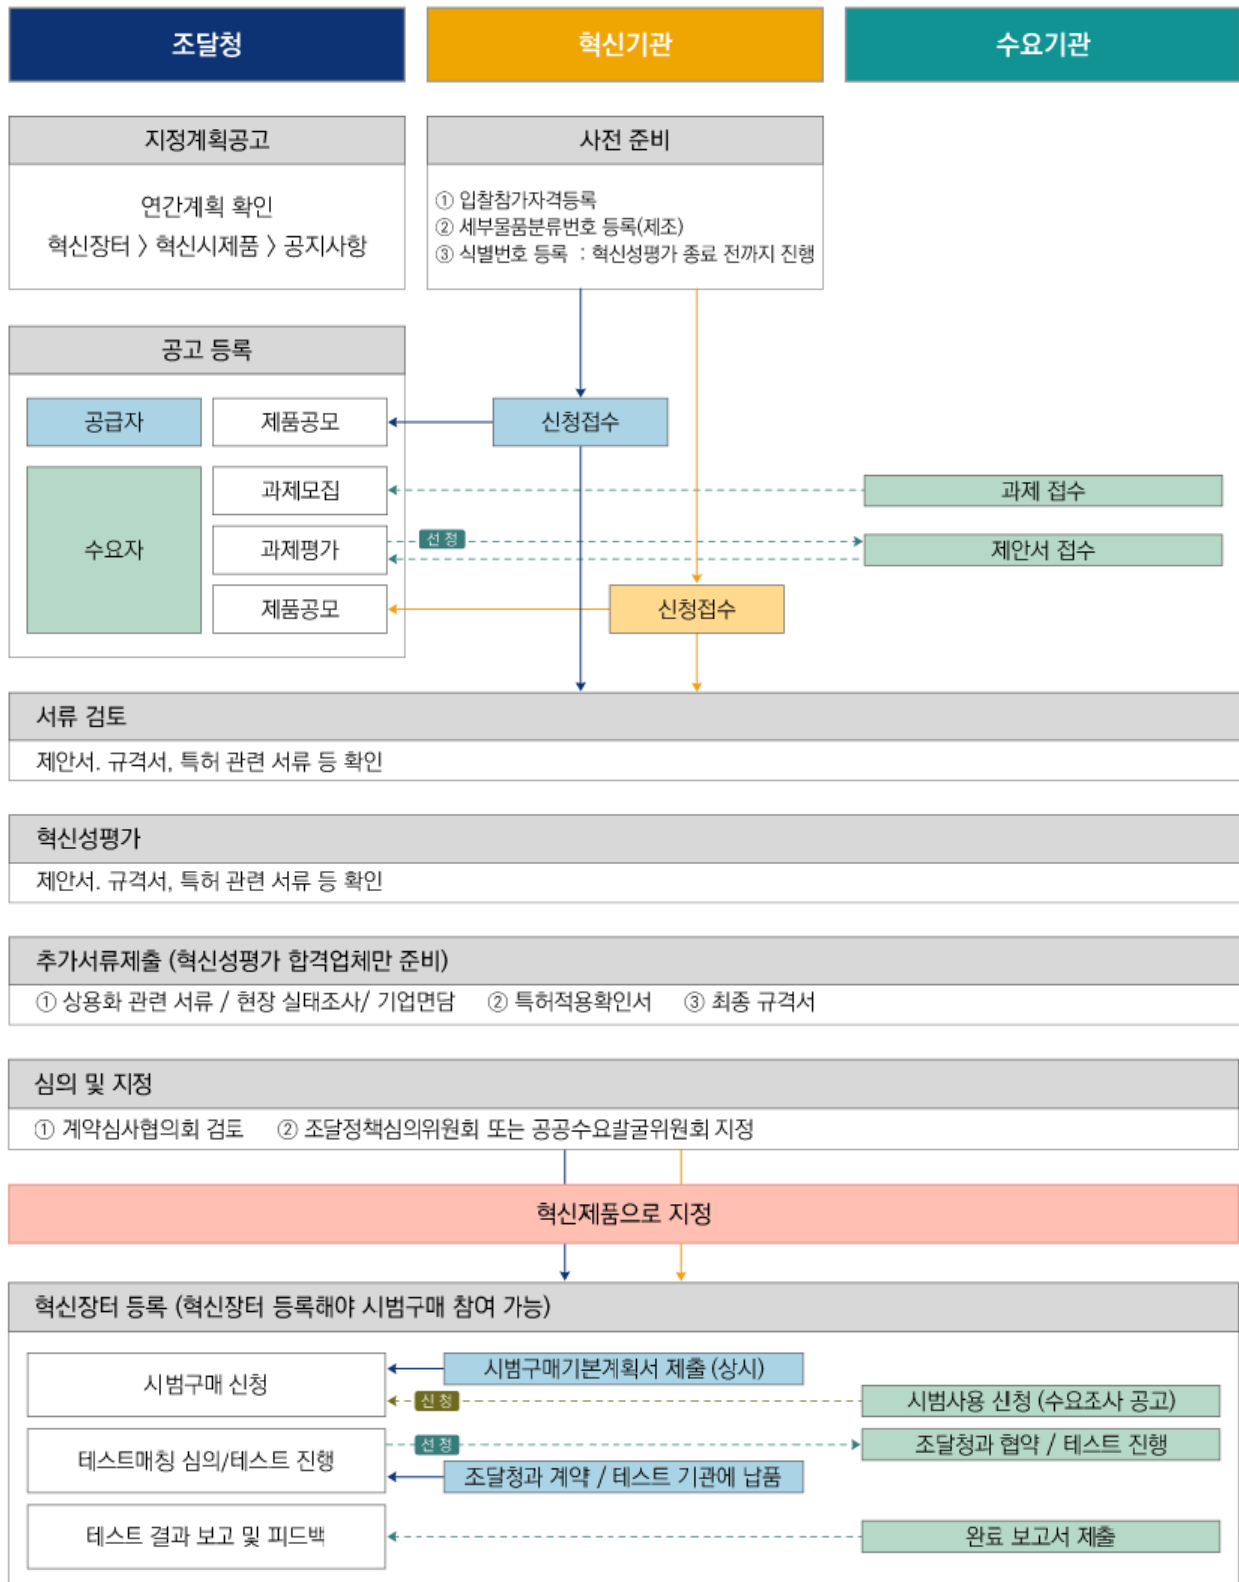 조달청
혁신기관
수요기관
지정계획공고
연간계획 확인
혁신장터 > 혁신시제품 > 공지사항
사전 준비
① 입찰참가자격등록
② 세부물품분류번호 등록(제조)
③ 식별번호 등록 : 혁신성평가 종료 전까지 진행
공고 등록
공급자
제품공모
신청접수
수요자
과제모집
과제 접수
과제평가
선정
제안서 접수
제품공모
신청접수
서류 검토
제안서. 규격서, 특허 관련 서류 등 확인
혁신성평가
제안서. 규격서, 특허 관련 서류 등 확인
추가서류제출 (혁신성평가 합격업체만 준비)
① 상용화 관련 서류 / 현장 실태조사/ 기업면담 ② 특허적용확인서 ③ 최종 규격서
심의 및 지정
① 계약심사협의회 검토 ② 조달정책심의위원회 또는 공공수요발굴위원회 지정
혁신제품으로 지정
혁신장터 등록 (혁신장터 등록해야 시범구매 참여 가능)
시범구매 신청
시범구매기본계획서 제출 (상시)
신청
시범사용 신청 (수요조사 공고)
테스트매칭 심의/테스트 진행
선정
조달청과 협약 / 테스트 진행
조달청과 계약 / 테스트 기관에 납품
테스트 결과 보고 및 피드백
완료 보고서 제출